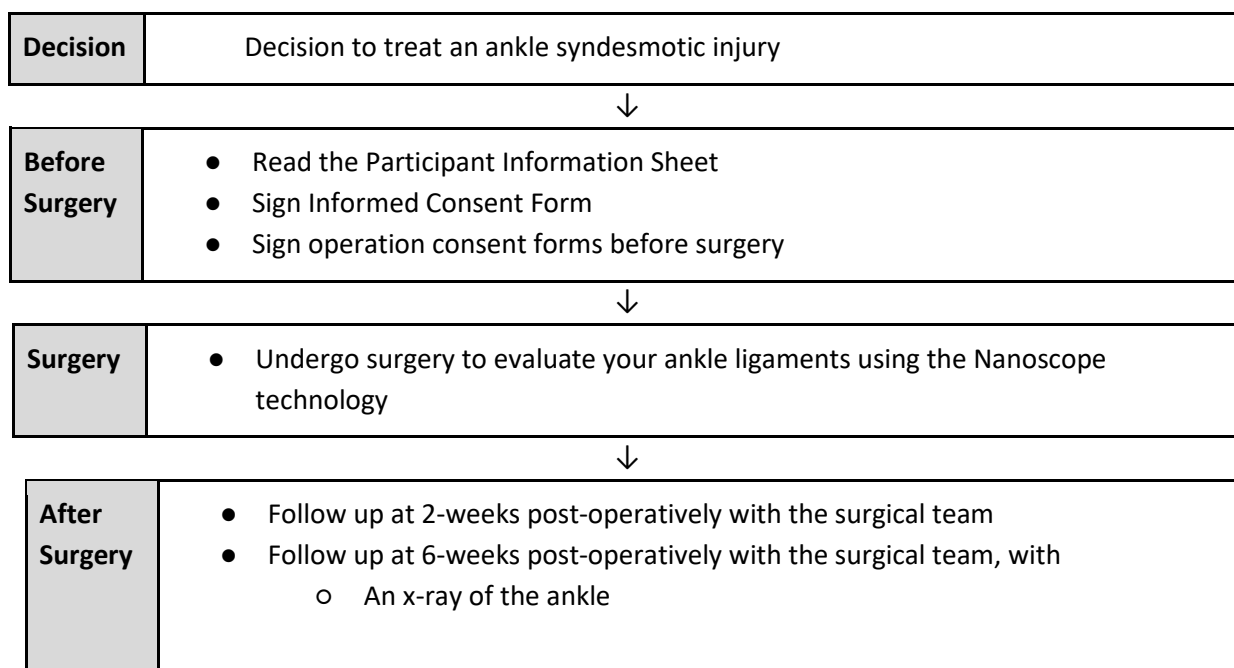 Decision
Decision to treat an ankle syndesmotic injury
↓
Before
Surgery
● Read the Participant Information Sheet
● Sign Informed Consent Form
● Sign operation consent forms before surgery
↓
Surgery
● Undergo surgery to evaluate your ankle ligaments using the Nanoscope
technology
↓
After
Surgery
● Follow up at 2-weeks post-operatively with the surgical team
● Follow up at 6-weeks post-operatively with the surgical team, with
○ An x-ray of the ankle